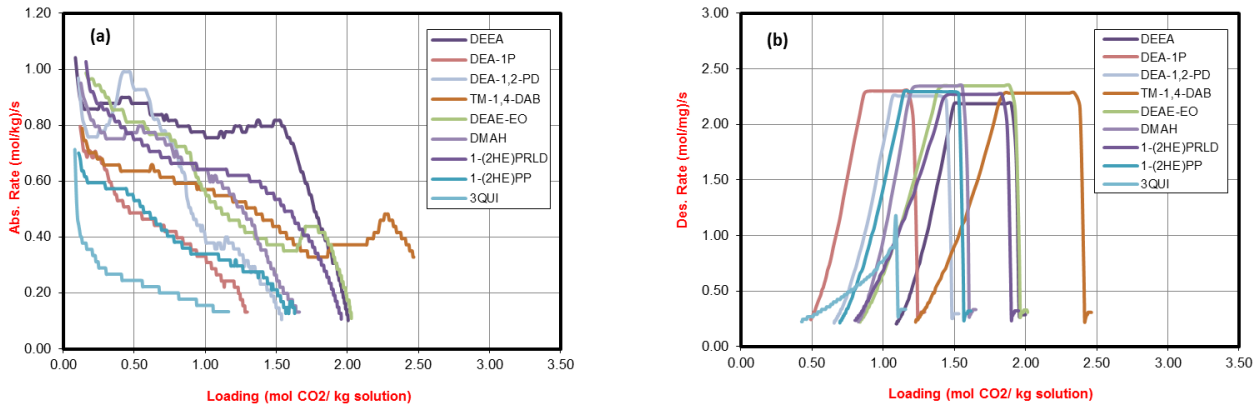 (a)
Abs. Rate (mol/kg)/s
1.20
1.00
0.80
0.60
0.40
0.20
0.00
0.00 0.50 1.00 1.50 2.00 2.50 3.00 3.50
Loading (mol CO2/ kg solution)
DEEA
DEA-1P
DEA-1,2-PD
TM-1,4-DAB
DEAE-EO
DMAH
1-(2HE)PRLD
1-(2HE)PP
3QUI
(b)
Des. Rate (mol/mg)/s
3.00
2.50
2.00
1.50
1.00
0.50
0.00
0.00 0.50 1.00 1.50 2.00 2.50 3.00 3.50
Loading (mol CO2/ kg solution)
DEEA
DEA-1P
DEA-1,2-PD
TM-1,4-DAB
DEAE-EO
DMAH
1-(2HE)PRLD
1-(2HE)PP
3QUI